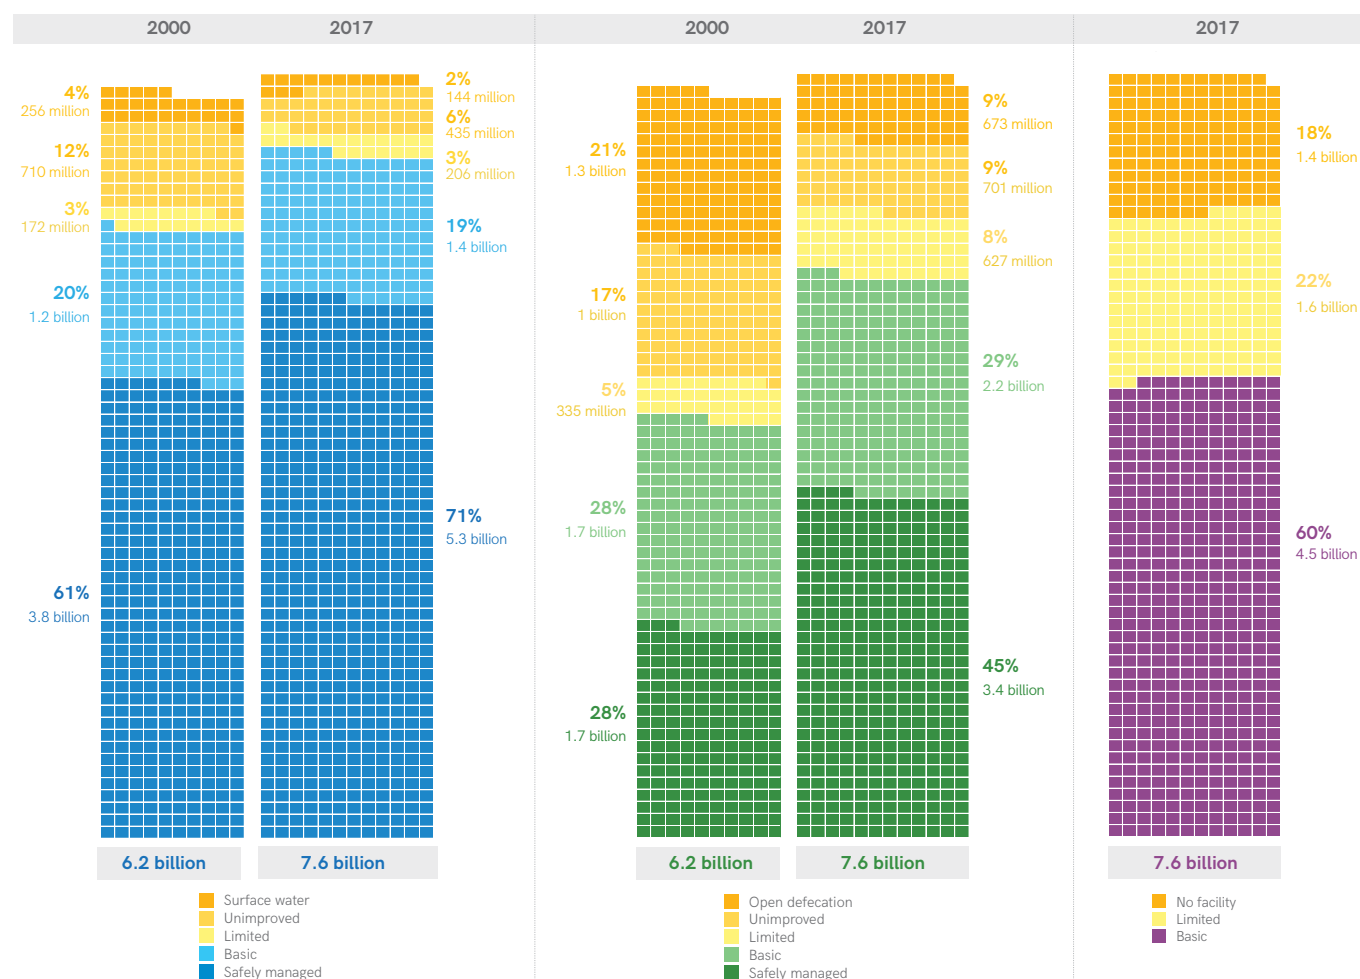 2000
2017
4%
256 million
12%
710 million
3%
172 million
20%
1.2 billion
61%
3.8 billion
2%
144 million
6%
435 million
3%
206 million
19%
1.4 billion
71%
5.3 billion
6.2 billion
7.6 billion
Surface water
Unimproved
Limited
Basic
Safely managed
2000
2017
21%
1.3 billion
17%
1 billion
5%
335 million
28%
1.7 billion
28%
1.7 billion
9%
673 million
9%
701 million
8%
627 million
29%
2.2 billion
45%
3.4 billion
6.2 billion
7.6 billion
Open defecation
Unimproved
Limited
Basic
Safely managed
2017
18%
1.4 billion
22%
1.6 billion
60%
4.5 billion
7.6 billion
No facility
Limited
Basic